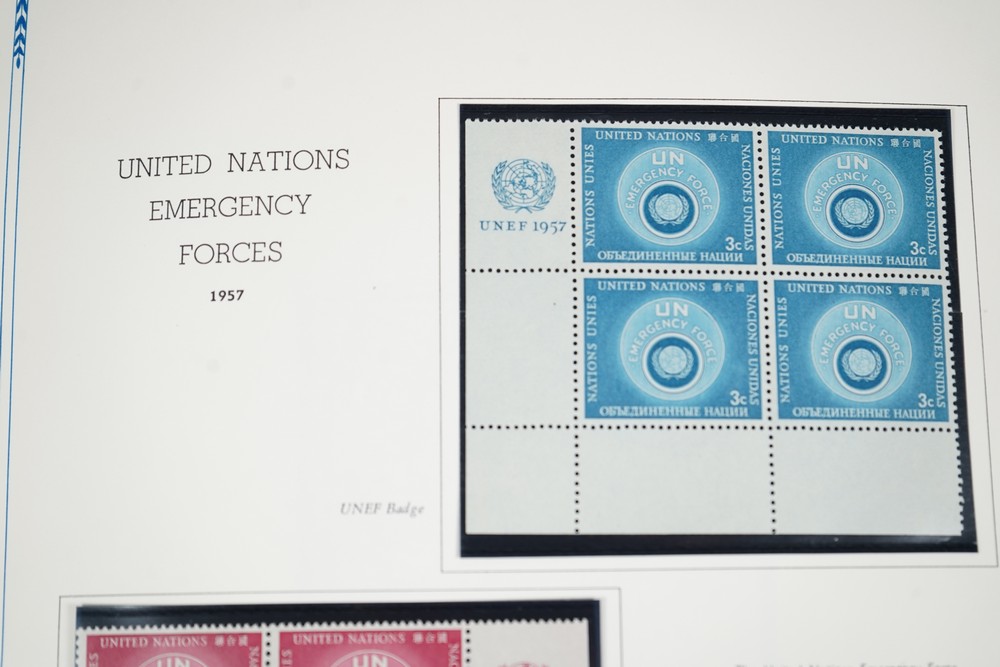 UNITED NATIONS
EMERGENCY
FORCES
1957
UNEF 1957
UNITED NATIONS 聯合國
NATIONS UNIES
UN
EMERGENCY FORCE
NACIONES UNIDAS
3c
ОБЪЕДИНЕННЫЕ НАЦИИ
UNITED NATIONS 聯合國
NATIONS UNIES
UN
EMERGENCY FORCE
NACIONES UNIDAS
3c
ОБЪЕДИНЕННЫЕ НАЦИИ
UNITED NATIONS 聯合國
NATIONS UNIES
UN
EMERGENCY FORCE
NACIONES UNIDAS
3c
ОБЪЕДИНЕННЫЕ НАЦИИ
UNITED NATIONS 聯合國
NATIONS UNIES
UN
EMERGENCY FORCE
NACIONES UNIDAS
3c
ОБЪЕДИНЕННЫЕ НАЦИИ
UNEF Badge
UNITED NATIONS 聯合國
UN
UNITED NATIONS 聯合國
UN